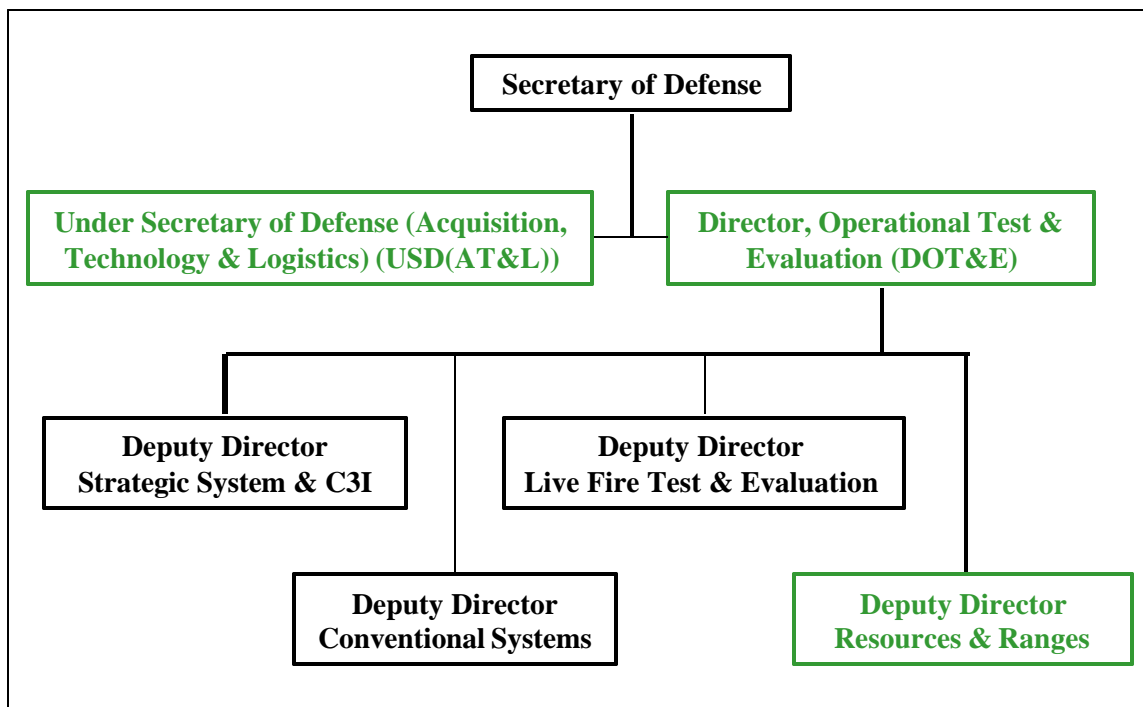 Secretary of Defense
Under Secretary of Defense (Acquisition,
Technology & Logistics) (USD(AT&L))
Director, Operational Test &
Evaluation (DOT&E)
Deputy Director
Strategic System & C3I
Deputy Director
Live Fire Test & Evaluation
Deputy Director
Conventional Systems
Deputy Director
Resources & Ranges